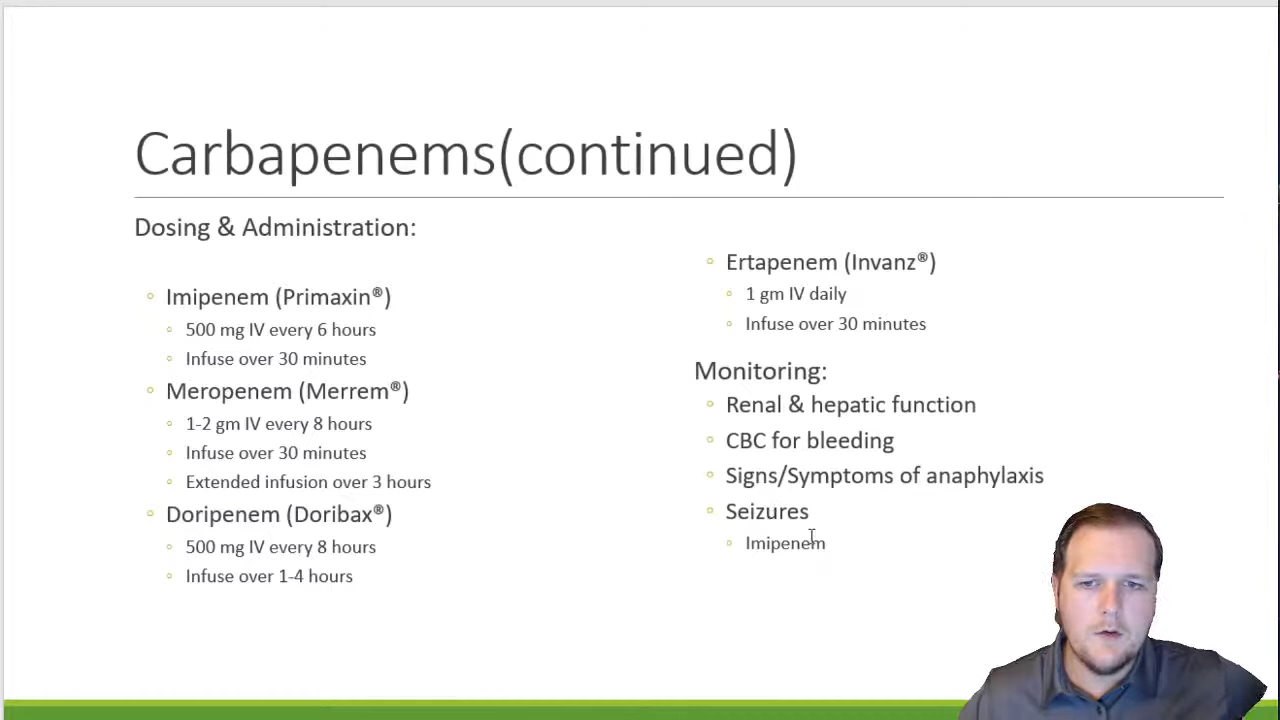 Carbapenems(continued)
Dosing & Administration:
Imipenem (Primaxin®)
500 mg IV every 6 hours
Infuse over 30 minutes
Meropenem (Merrem®)
1-2 gm IV every 8 hours
Infuse over 30 minutes
Extended infusion over 3 hours
Doripenem (Doribax®)
500 mg IV every 8 hours
Infuse over 1-4 hours
Ertapenem (Invanz®)
1 gm IV daily
Infuse over 30 minutes
Monitoring:
Renal & hepatic function
CBC for bleeding
Signs/Symptoms of anaphylaxis
Seizures
Imipenem